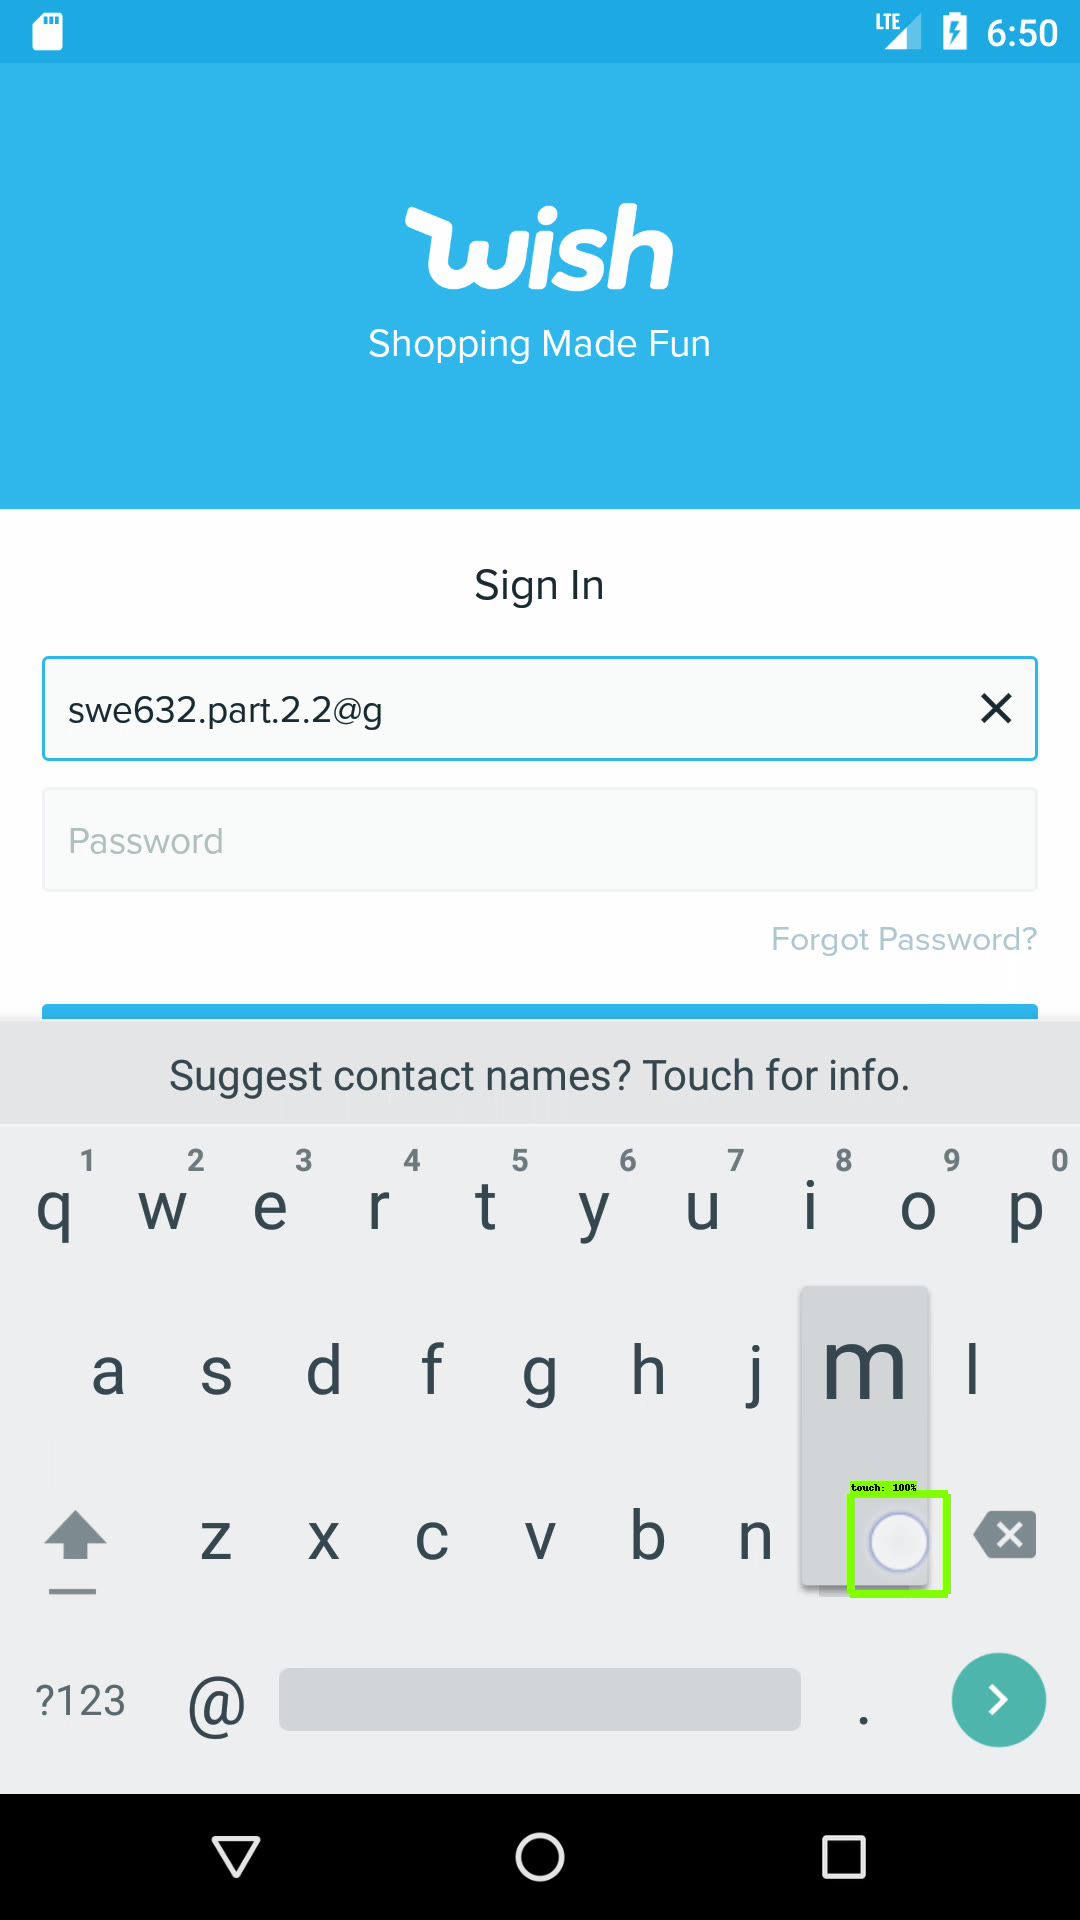 LTE 6:50
wish
Shopping Made Fun
Sign In
swe632.part.2.2@g
Password
Forgot Password?
Suggest contact names? Touch for info.
1 2 3 4 5 6 7 8 9 0
q w e r t y u i o p
a s d f g h j m l
touch: 100%
z x c v b n
?123 @ .